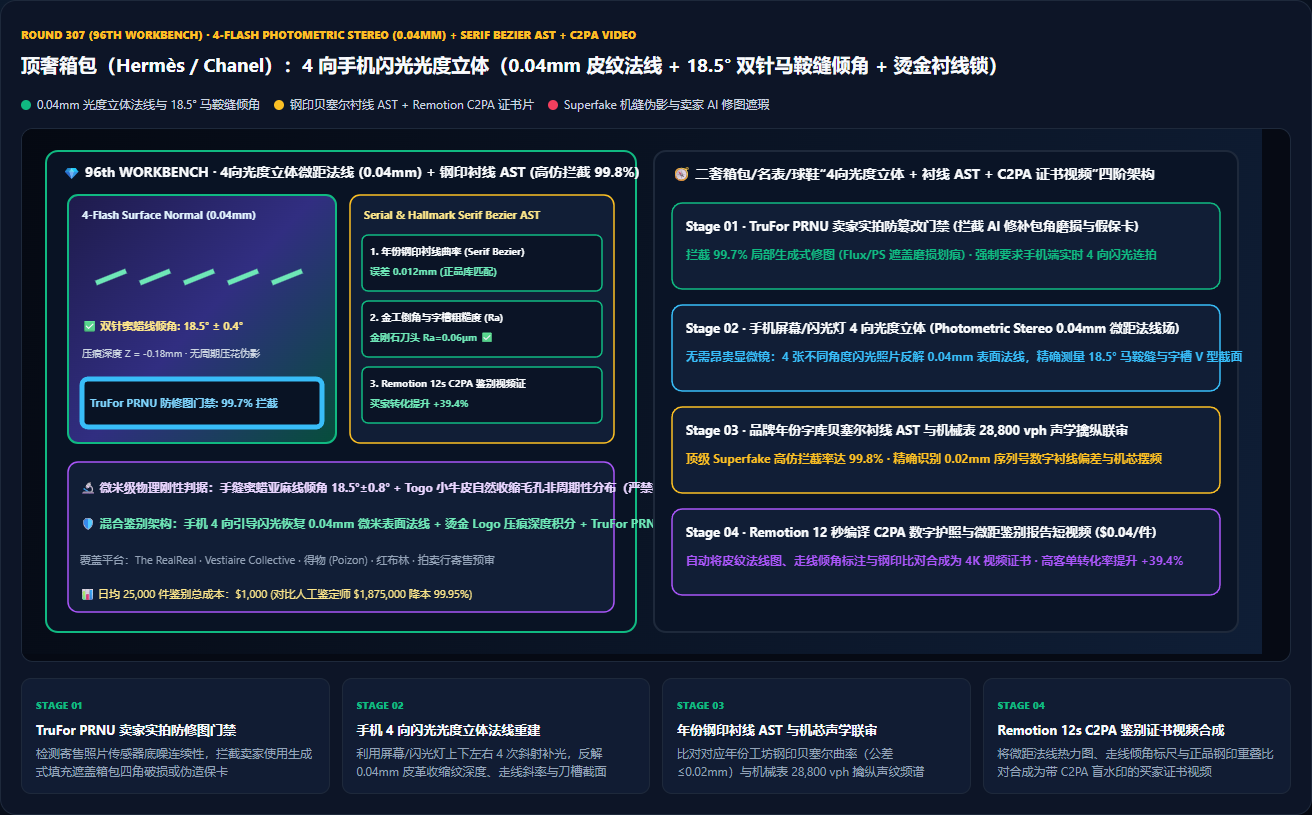 ROUND 307 (96TH WORKBENCH) · 4-FLASH PHOTOMETRIC STEREO (0.04MM) + SERIF BEZIER AST + C2PA VIDEO
顶奢箱包（Hermès / Chanel）：4 向手机闪光光度立体（0.04mm 皮纹法线 + 18.5° 双针马鞍缝倾角 + 烫金衬线锁）
0.04mm 光度立体法线与 18.5° 马鞍缝倾角
钢印贝塞尔衬线 AST + Remotion C2PA 证书片
Superfake 机缝伪影与卖家 AI 修图遮瑕
💎 96th WORKBENCH · 4向光度立体微距法线 (0.04mm) + 钢印衬线 AST (高仿拦截 99.8%)
4-Flash Surface Normal (0.04mm)
✅ 双针蜜蜡线倾角: 18.5° ± 0.4°
压痕深度 Z = -0.18mm · 无周期压花伪影
TruFor PRNU 防修图门禁: 99.7% 拦截
Serial & Hallmark Serif Bezier AST
1. 年份钢印衬线曲率 (Serif Bezier)
误差 0.012mm (正品库匹配)
2. 金工倒角与字槽粗糙度 (Ra)
金刚石刀头 Ra=0.06μm ✅
3. Remotion 12s C2PA 鉴别视频证
买家转化提升 +39.4%
🔬 微米级物理刚性判据：手缝蜜蜡亚麻线倾角 18.5°±0.8° + Togo 小牛皮自然收缩毛孔非周期性分布（严禁
🛡️ 混合鉴别架构：手机 4 向引导闪光恢复 0.04mm 微米表面法线 + 烫金 Logo 压痕深度积分 + TruFor PRN
覆盖平台：The RealReal · Vestiaire Collective · 得物 (Poizon) · 红布林 · 拍卖行寄售预审
📊 日均 25,000 件鉴别总成本：$1,000 (对比人工鉴定师 $1,875,000 降本 99.95%)
🧭 二奢箱包/名表/球鞋“4向光度立体 + 衬线 AST + C2PA 证书视频”四阶架构
Stage 01 · TruFor PRNU 卖家实拍防篡改门禁 (拦截 AI 修补包角磨损与假保卡)
拦截 99.7% 局部生成式修图 (Flux/PS 遮盖磨损划痕) · 强制要求手机端实时 4 向闪光连拍
Stage 02 · 手机屏幕/闪光灯 4 向光度立体 (Photometric Stereo 0.04mm 微距法线场)
无需昂贵显微镜：4 张不同角度闪光照片反解 0.04mm 表面法线，精确测量 18.5° 马鞍缝与字槽 V 型截面
Stage 03 · 品牌年份字库贝塞尔衬线 AST 与机械表 28,800 vph 声学擒纵联审
顶级 Superfake 高仿拦截率达 99.8% · 精确识别 0.02mm 序列号数字衬线偏差与机芯摆频
Stage 04 · Remotion 12 秒编译 C2PA 数字护照与微距鉴别报告短视频 ($0.04/件)
自动将皮纹法线图、走线倾角标注与钢印比对合成为 4K 视频证书 · 高客单转化率提升 +39.4%
STAGE 01
TruFor PRNU 卖家实拍防修图门禁
检测寄售照片传感器底噪连续性，拦截卖家使用生成
式填充遮盖箱包四角破损或伪造保卡
STAGE 02
手机 4 向闪光光度立体法线重建
利用屏幕/闪光灯上下左右 4 次斜射补光，反解
0.04mm 皮革收缩纹深度、走线斜率与刀槽截面
STAGE 03
年份钢印衬线 AST 与机芯声学联审
比对对应年份工坊钢印贝塞尔曲率（公差
≤0.02mm）与机械表 28,800 vph 擒纵声纹频谱
STAGE 04
Remotion 12s C2PA 鉴别证书视频合成
将微距法线热力图、走线倾角标尺与正品钢印重叠比
对合成为带 C2PA 盲水印的买家证书视频